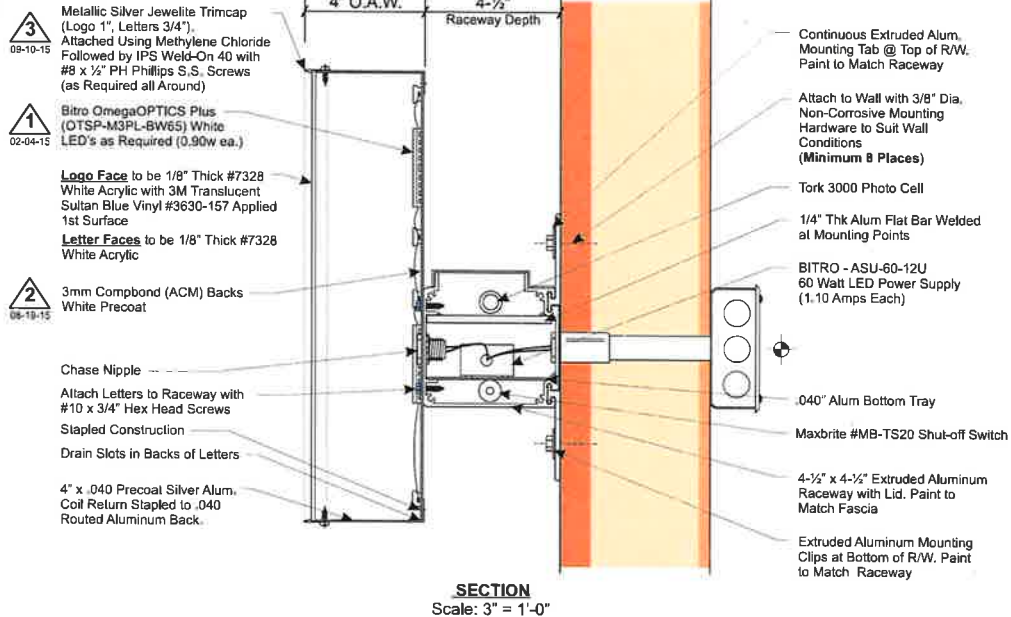 4" O.A.W.
4-½"
Raceway Depth
3
09-10-15
Metallic Silver Jewelite Trimcap
(Logo 1", Letters 3/4").
Attached Using Methylene Chloride
Followed by IPS Weld-On 40 with
#8 x ½" PH Phillips S.S. Screws
(as Required all Around)
1
02-04-15
Bitro OmegaOPTICS Plus
(OTSP-M3PL-BW65) White
LED's as Required (0.90w ea.)
Logo Face to be 1/8" Thick #7328
White Acrylic with 3M Translucent
Sultan Blue Vinyl #3630-157 Applied
1st Surface
Letter Faces to be 1/8" Thick #7328
White Acrylic
2
08-19-15
3mm Compbond (ACM) Backs
White Precoat
Chase Nipple
Attach Letters to Raceway with
#10 x 3/4" Hex Head Screws
Stapled Construction
Drain Slots in Backs of Letters
4" x .040 Precoat Silver Alum.
Coil Return Stapled to .040
Routed Aluminum Back.
Continuous Extruded Alum.
Mounting Tab @ Top of R/W.
Paint to Match Raceway
Attach to Wall with 3/8" Dia.
Non-Corrosive Mounting
Hardware to Suit Wall
Conditions
(Minimum 8 Places)
Tork 3000 Photo Cell
1/4" Thk Alum Flat Bar Welded
at Mounting Points
BITRO - ASU-60-12U
60 Watt LED Power Supply
(1.10 Amps Each)
.040" Alum Bottom Tray
Maxbrite #MB-TS20 Shut-off Switch
4-½" x 4-½" Extruded Aluminum
Raceway with Lid. Paint to
Match Fascia
Extruded Aluminum Mounting
Clips at Bottom of R/W. Paint
to Match Raceway
SECTION
Scale: 3" = 1'-0"